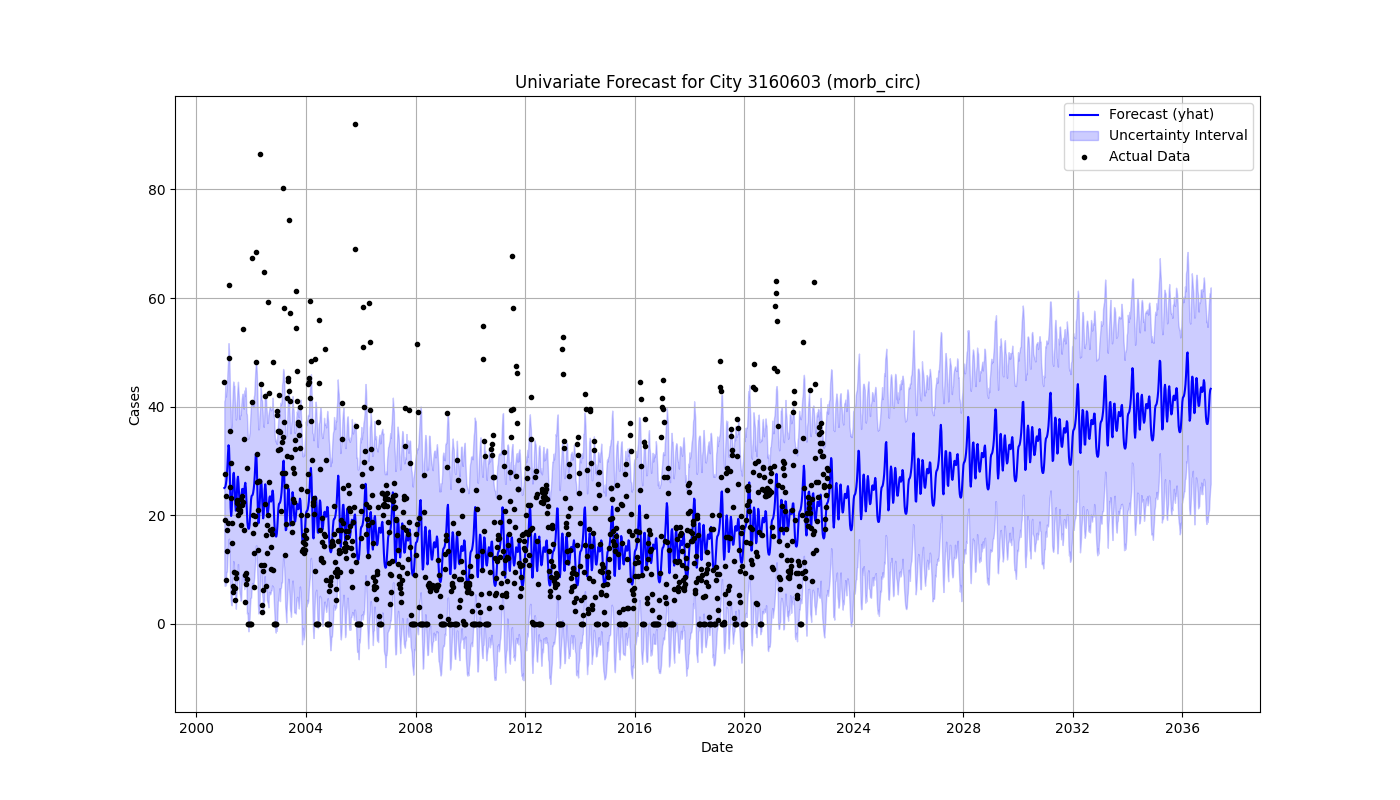 Univariate Forecast for City 3160603 (morb_circ)
Forecast (yhat)
Uncertainty Interval
Actual Data
Cases
80
60
40
20
0
2000 2004 2008 2012 2016 2020 2024 2028 2032 2036
Date